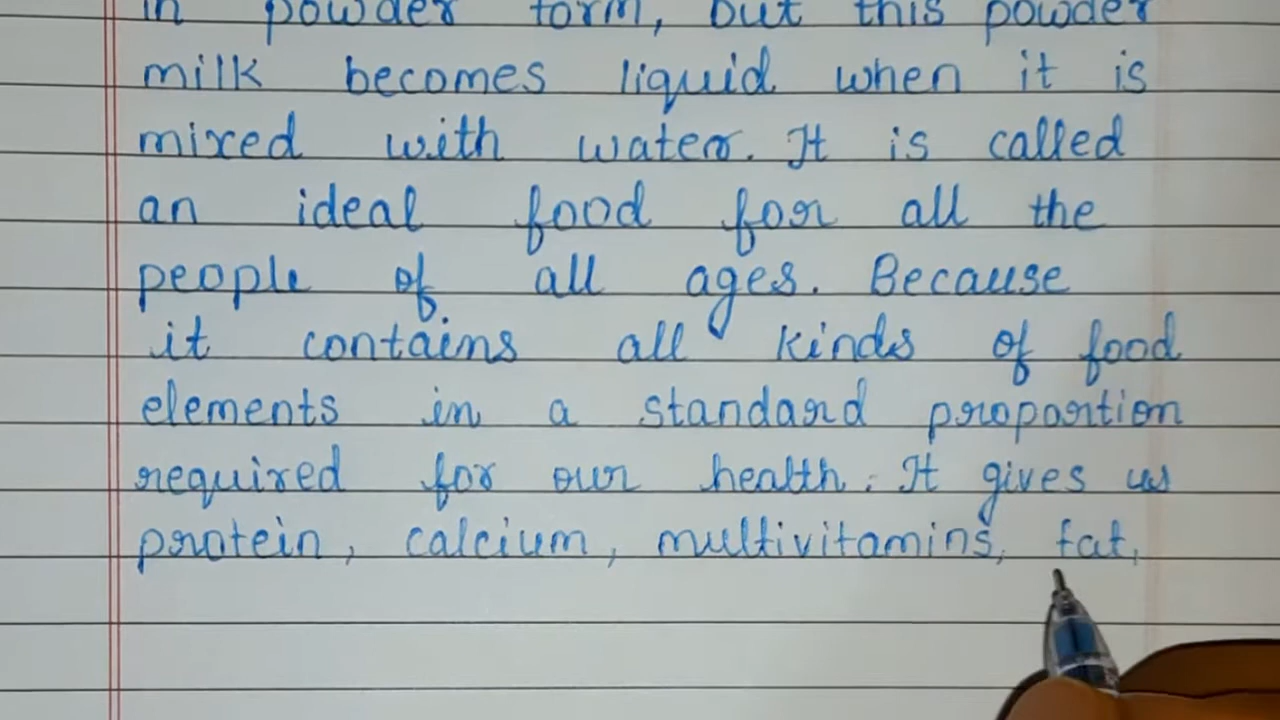 in powder form, but this powder
milk becomes liquid when it is
mixed with water. It is called
an ideal food for all the
people of all ages. Because
it contains all kinds of food
elements in a standard proportion
required for our health. It gives us
protein, calcium, multivitamins, fat,